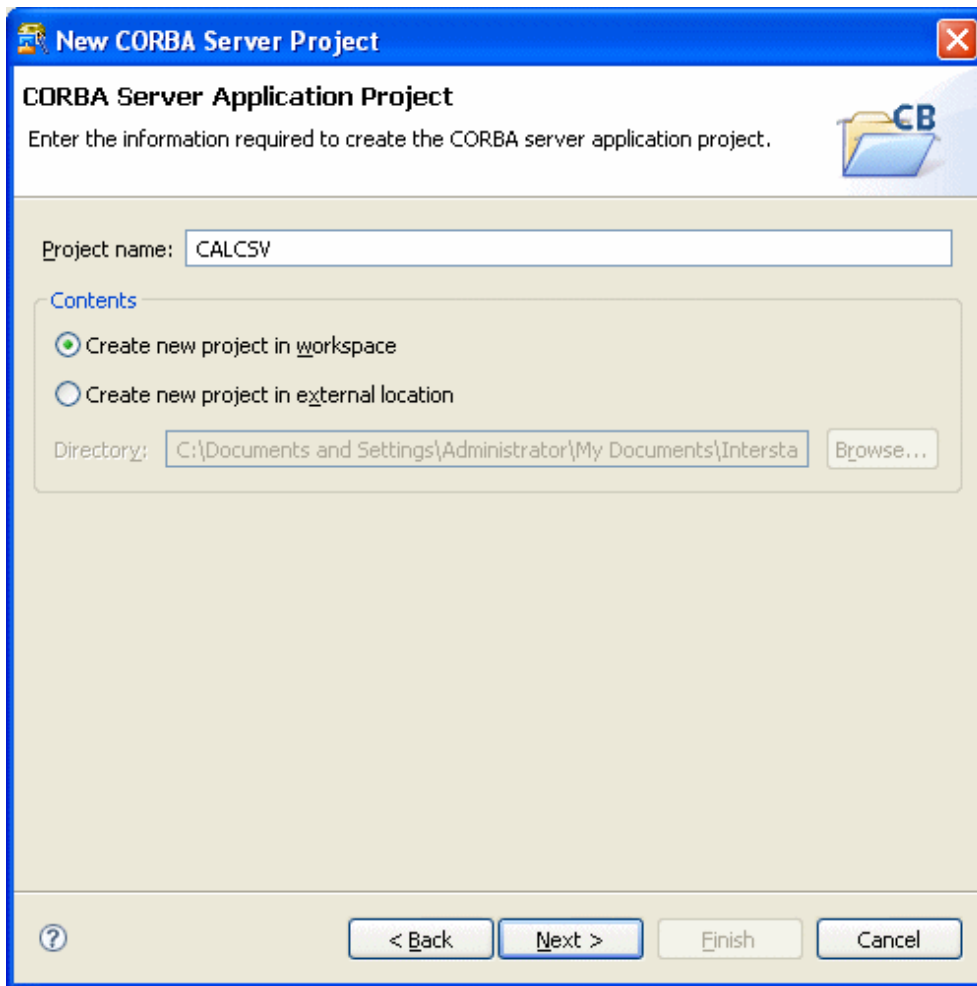 New CORBA Server Project
CORBA Server Application Project
Enter the information required to create the CORBA server application project.
CB
Project name: CALCSV
Contents
Create new project in workspace
Create new project in external location
Directory: C:\Documents and Settings\Administrator\My Documents\Intersta Browse...
? < Back Next > Finish Cancel